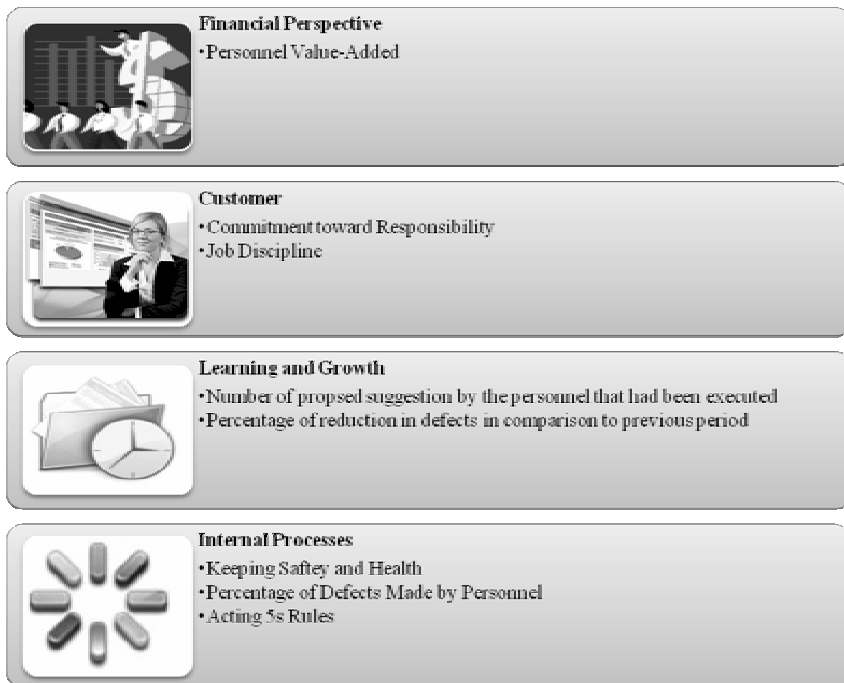 Financial Perspective
•Personnel Value-Added
Customer
•Commitment toward Responsibility
•Job Discipline
Learning and Growth
•Number of propsed suggestion by the personnel that had been executed
•Percentage of reduction in defects in comparison to previous period
Internal Processes
•Keeping Saftey and Health
•Percentage of Defects Made by Personnel
•Acting 5s Rules